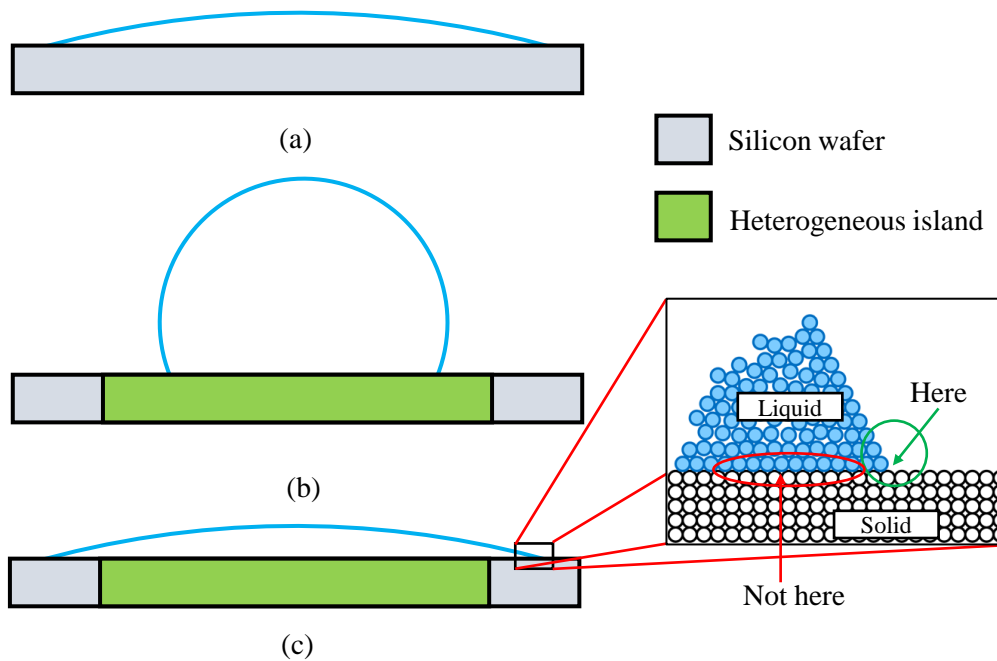 (a)
Silicon wafer
Heterogeneous island
(b)
Liquid
Here
Solid
Not here
(c)